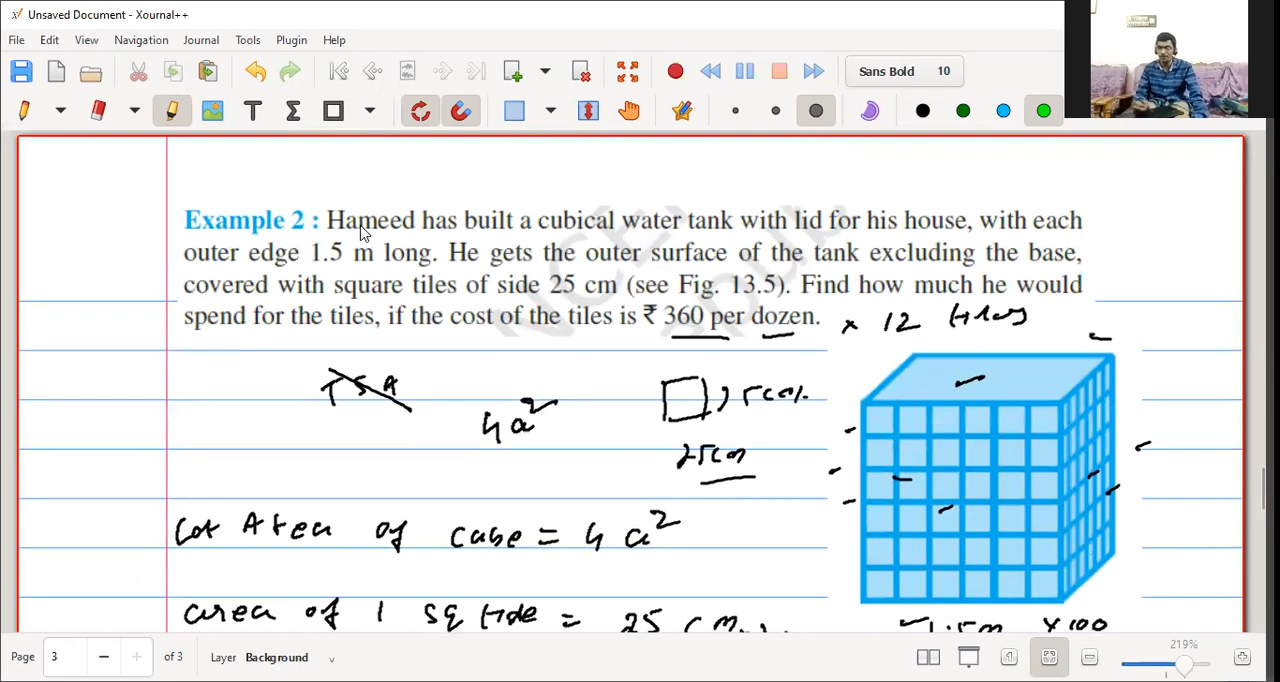 Unsaved Document - Xournal++
File Edit View Navigation Journal Tools Plugin Help
Sans Bold 10
Example 2 : Hameed has built a cubical water tank with lid for his house, with each
outer edge 1.5 m long. He gets the outer surface of the tank excluding the base,
covered with square tiles of side 25 cm (see Fig. 13.5). Find how much he would
spend for the tiles, if the cost of the tiles is ₹ 360 per dozen.
x 12 tiles
TSA
4a²
25cm
Area of cube = 4 a²
area of 1 sq tile = 25 cm
1.5m x 100
Page 3 of 3 Layer Background
219%